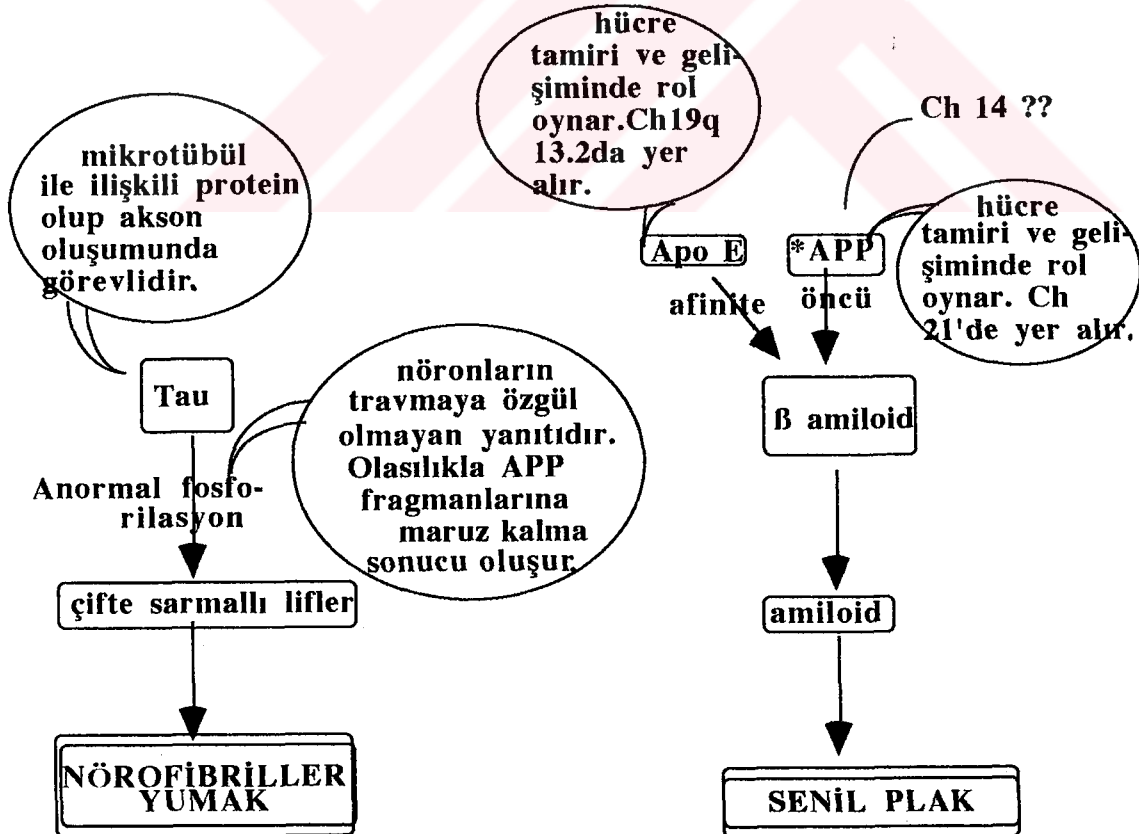 mikrotübül
ile ilişkili protein
olup akson
oluşumunda
görevlidir.
Tau
Anormal fosfo-
rilasyon
nöronların
travmaya özgül
olmayan yanıtıdır.
Olasılıkla APP
fragmanlarına
maruz kalma
sonucu oluşur.
çifte sarmallı lifler
NÖROFİBRİLLER
YUMAK
hücre
tamiri ve geli-
şiminde rol
oynar.Ch19q
13.2da yer
alır.
Ch 14 ??
Apo E
*APP
hücre
tamiri ve geli-
şiminde rol
oynar. Ch
21'de yer alır.
afinite
öncü
ß amiloid
amiloid
SENİL PLAK